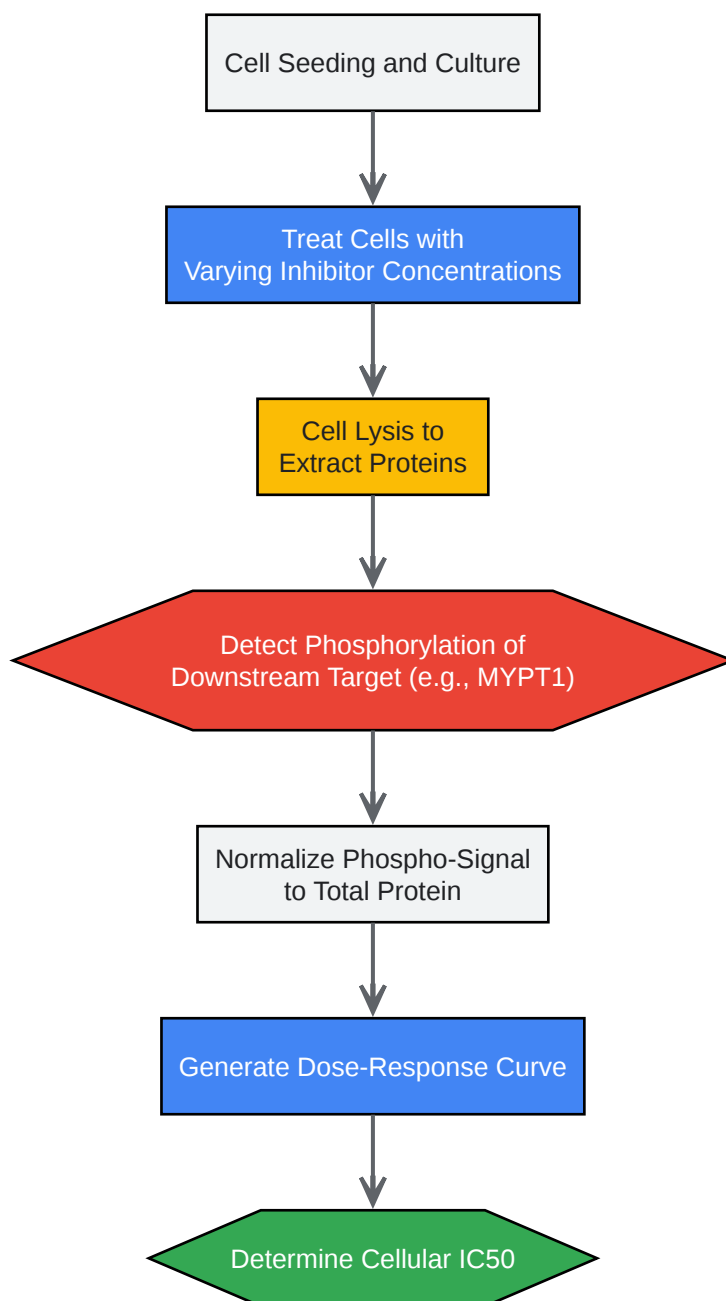 Cell Seeding and Culture
Treat Cells with
Varying Inhibitor Concentrations
Cell Lysis to
Extract Proteins
Detect Phosphorylation of
Downstream Target (e.g., MYPT1)
Normalize Phospho-Signal
to Total Protein
Generate Dose-Response Curve
Determine Cellular IC50